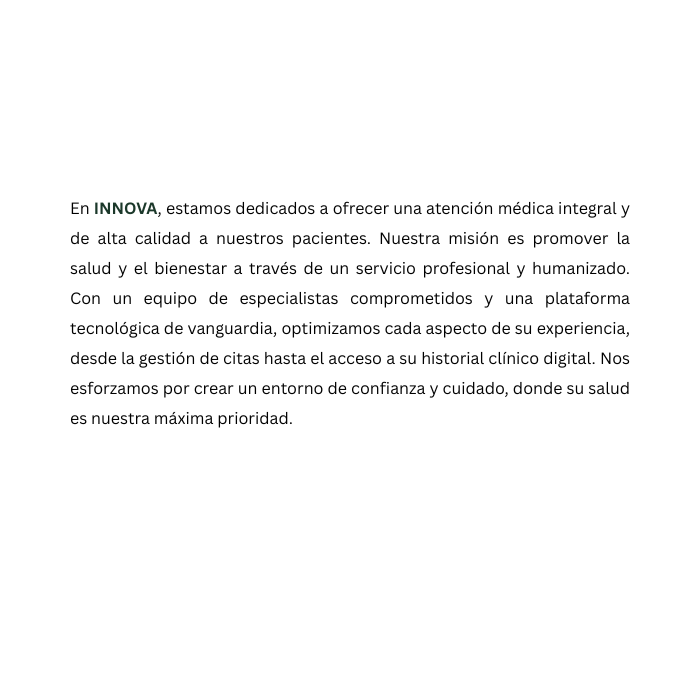 En INNOVA, estamos dedicados a ofrecer una atención médica integral y
de alta calidad a nuestros pacientes. Nuestra misión es promover la
salud y el bienestar a través de un servicio profesional y humanizado.
Con un equipo de especialistas comprometidos y una plataforma
tecnológica de vanguardia, optimizamos cada aspecto de su experiencia,
desde la gestión de citas hasta el acceso a su historial clínico digital. Nos
esforzamos por crear un entorno de confianza y cuidado, donde su salud
es nuestra máxima prioridad.